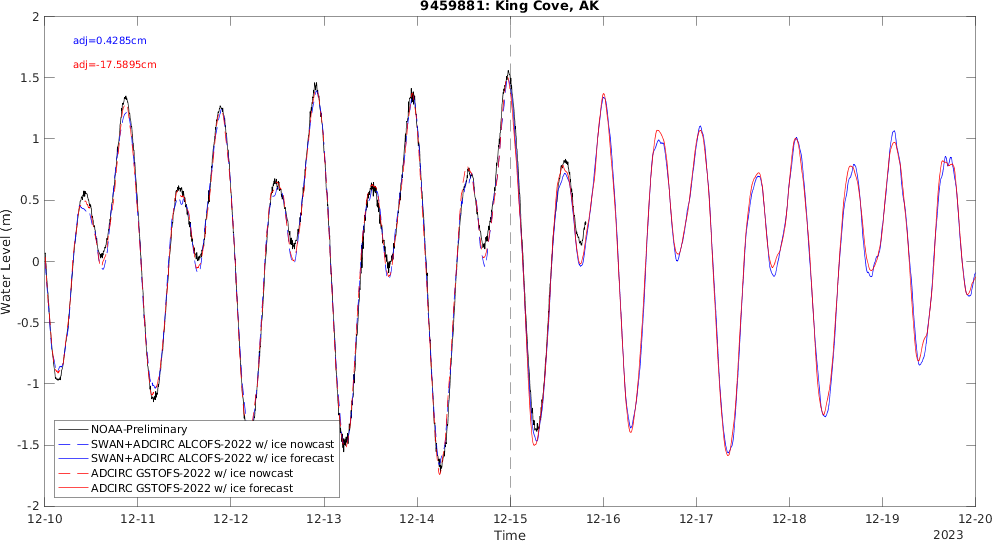 9459881: King Cove, AK
adj=0.4285cm
adj=-17.5895cm
Water Level (m)
2
1.5
1
0.5
0
-0.5
-1
-1.5
-2
NOAA-Preliminary
SWAN+ADCIRC ALCOFS-2022 w/ ice nowcast
SWAN+ADCIRC ALCOFS-2022 w/ ice forecast
ADCIRC GSTOFS-2022 w/ ice nowcast
ADCIRC GSTOFS-2022 w/ ice forecast
12-10 12-11 12-12 12-13 12-14 12-15 12-16 12-17 12-18 12-19 12-20
Time
2023